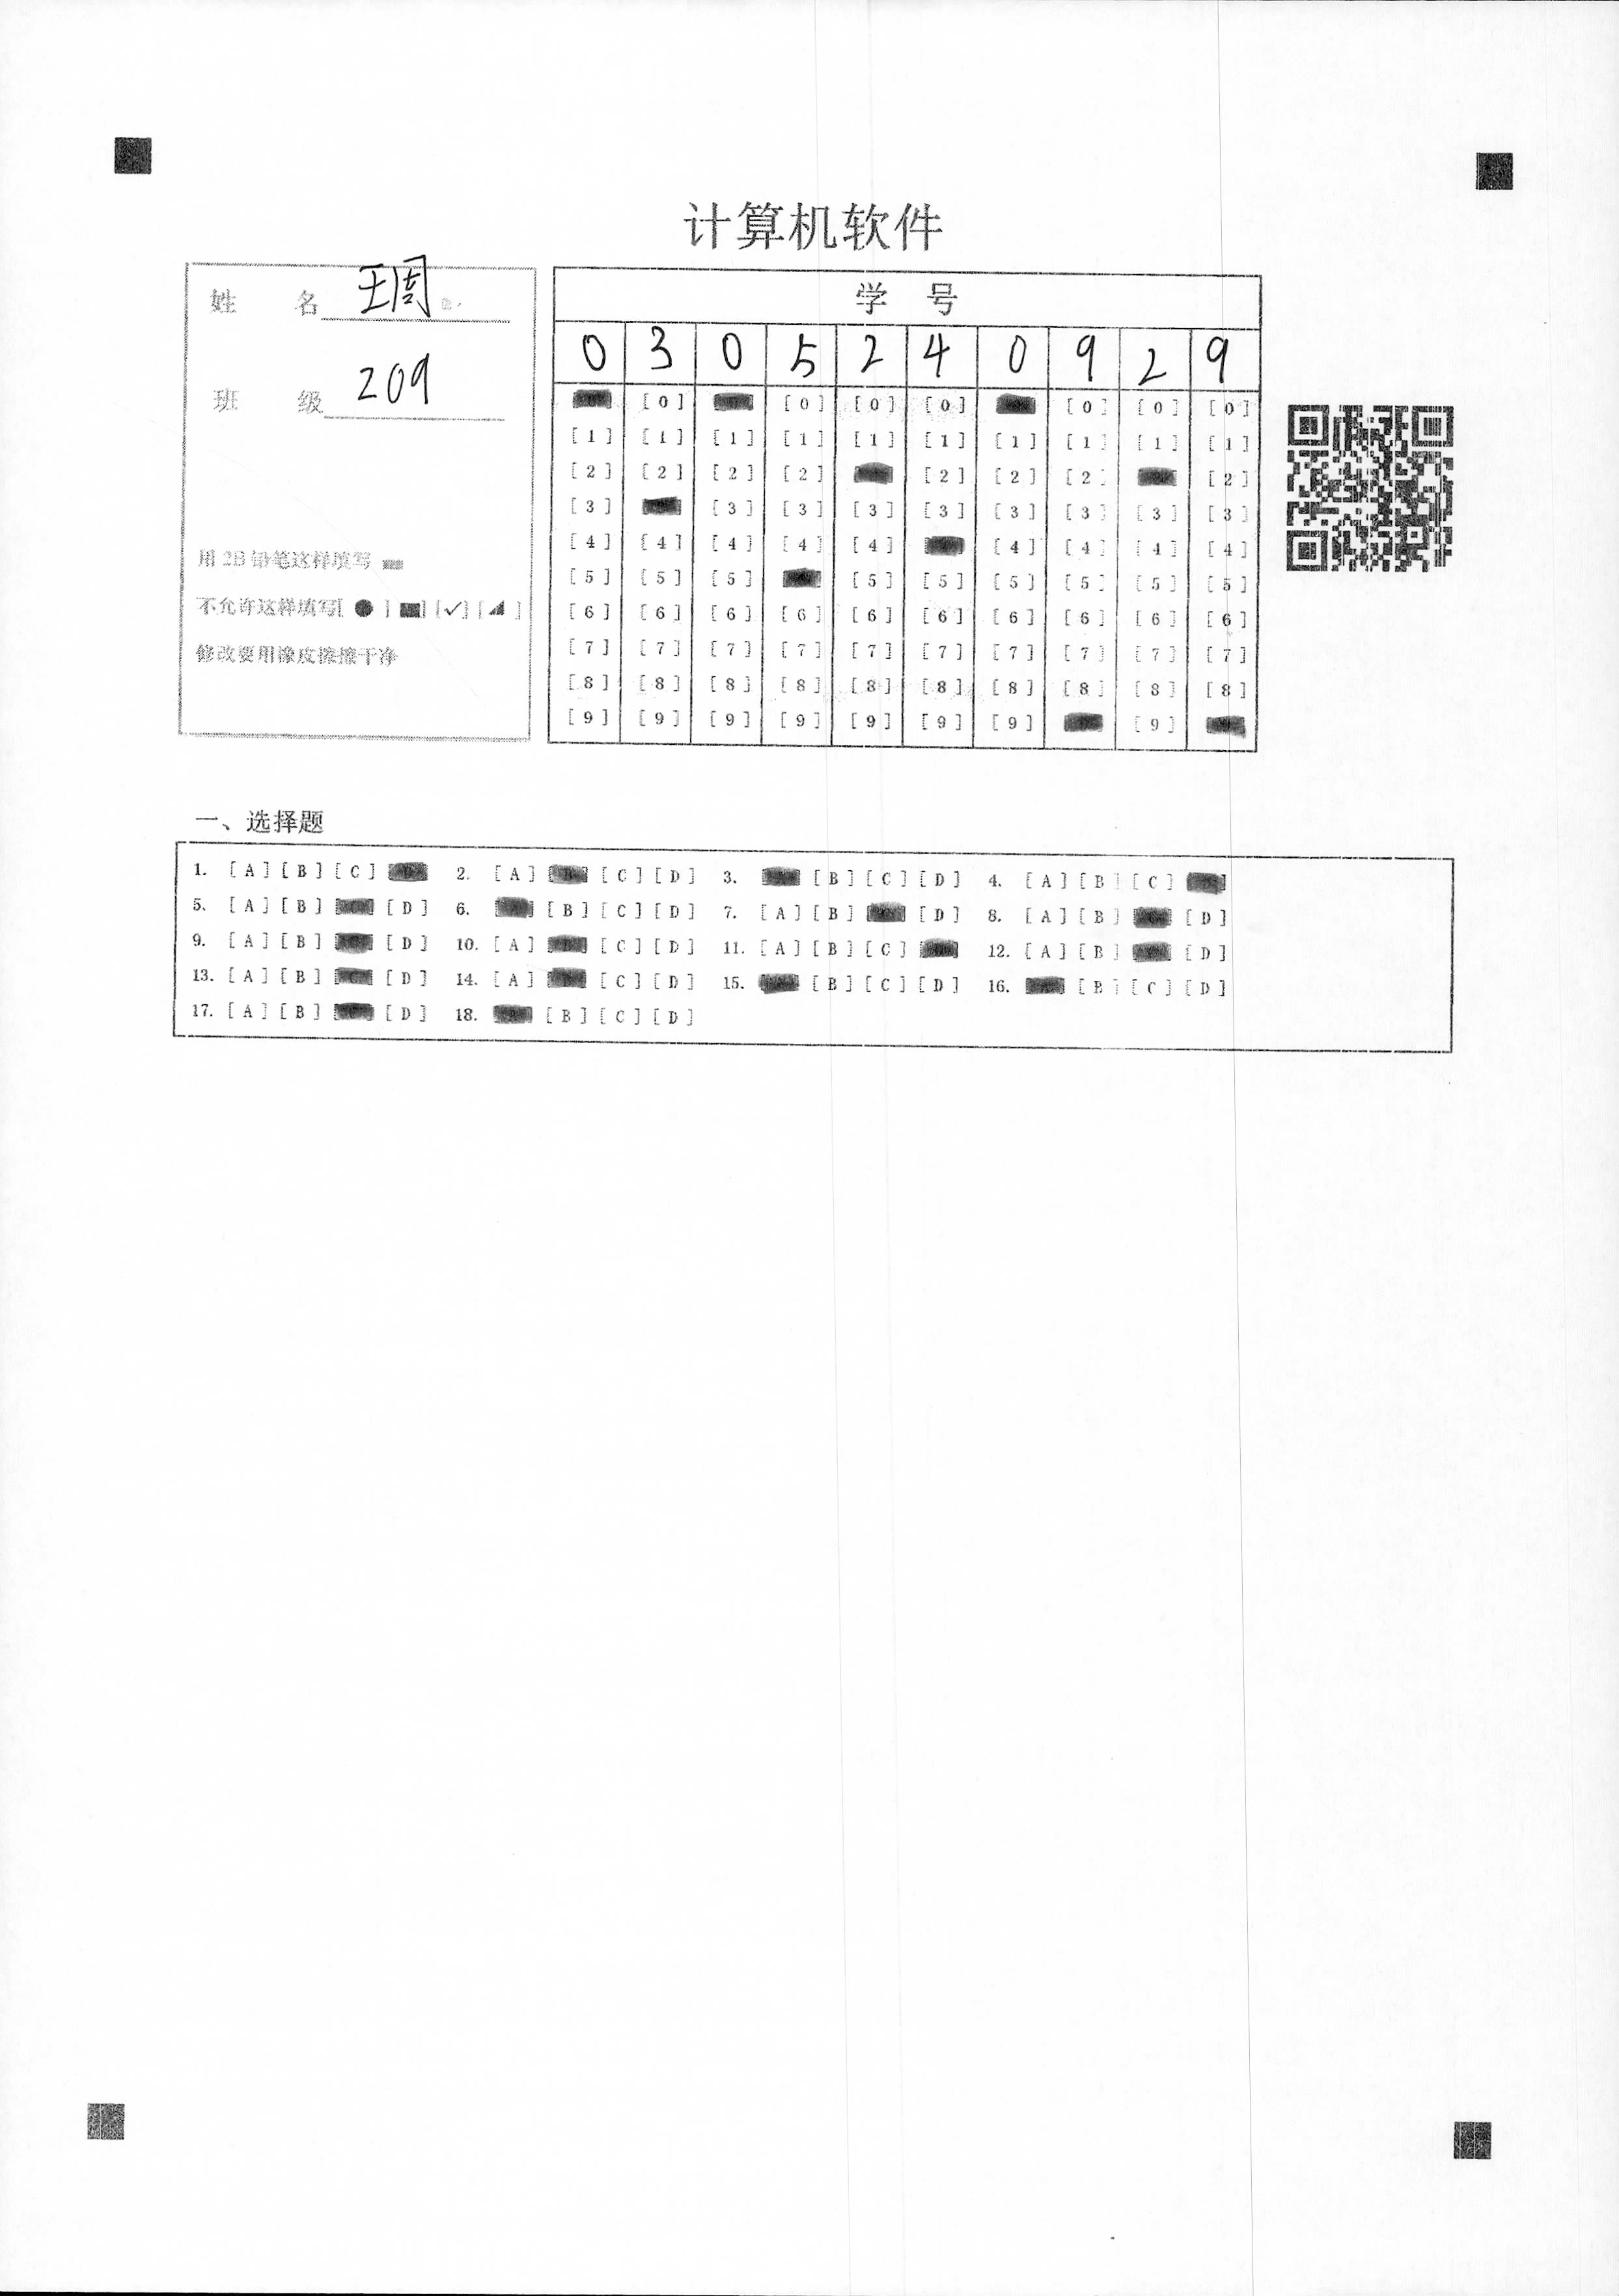 计算机软件
姓 名 王周
班 级 209
用 2B 铅笔这样填写
不允许这样填写[ ● ] [■] [✓] [◢ ]
修改要用橡皮擦擦干净
学 号
0 3 0 5 2 4 0 9 2 9
[0] [0] [0] [0] [0] [0] [0]
[1] [1] [1] [1] [1] [1] [1] [1] [1] [1]
[2] [2] [2] [2] [2] [2] [2] [2]
[3] [3] [3] [3] [3] [3] [3] [3] [3]
[4] [4] [4] [4] [4] [4] [4] [4] [4]
[5] [5] [5] [5] [5] [5] [5] [5] [5]
[6] [6] [6] [6] [6] [6] [6] [6] [6] [6]
[7] [7] [7] [7] [7] [7] [7] [7] [7] [7]
[8] [8] [8] [8] [8] [8] [8] [8] [8] [8]
[9] [9] [9] [9] [9] [9] [9] [9]
一、选择题
1. [A] [B] [C] 2. [A] [C] [D] 3. [B] [C] [D] 4. [A] [B] [C]
5. [A] [B] [D] 6. [B] [C] [D] 7. [A] [B] [D] 8. [A] [B] [D]
9. [A] [B] [D] 10. [A] [C] [D] 11. [A] [B] [C] 12. [A] [B] [D]
13. [A] [B] [D] 14. [A] [C] [D] 15. [B] [C] [D] 16. [B] [C] [D]
17. [A] [B] [D] 18. [B] [C] [D]